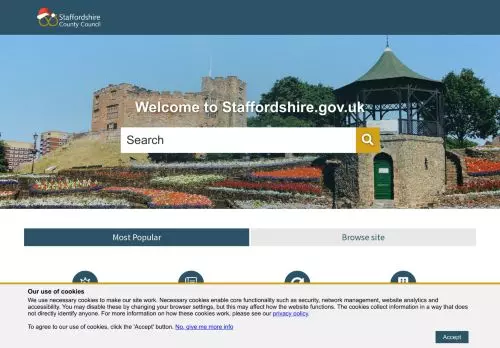 Staffordshire
County Council
Welcome to Staffordshire.gov.uk
Search
Most Popular
Browse site
Our use of cookies
We use necessary cookies to make our site work. Necessary cookies enable core functionality such as security, network management, website analytics and
accessibility. You may disable these by changing your browser settings, but this may affect how the website functions. The cookies collect information in a way that does
not directly identify anyone. For more information on how these cookies work, please see our privacy policy.
To agree to our use of cookies, click the 'Accept' button. No, give me more info
Accept